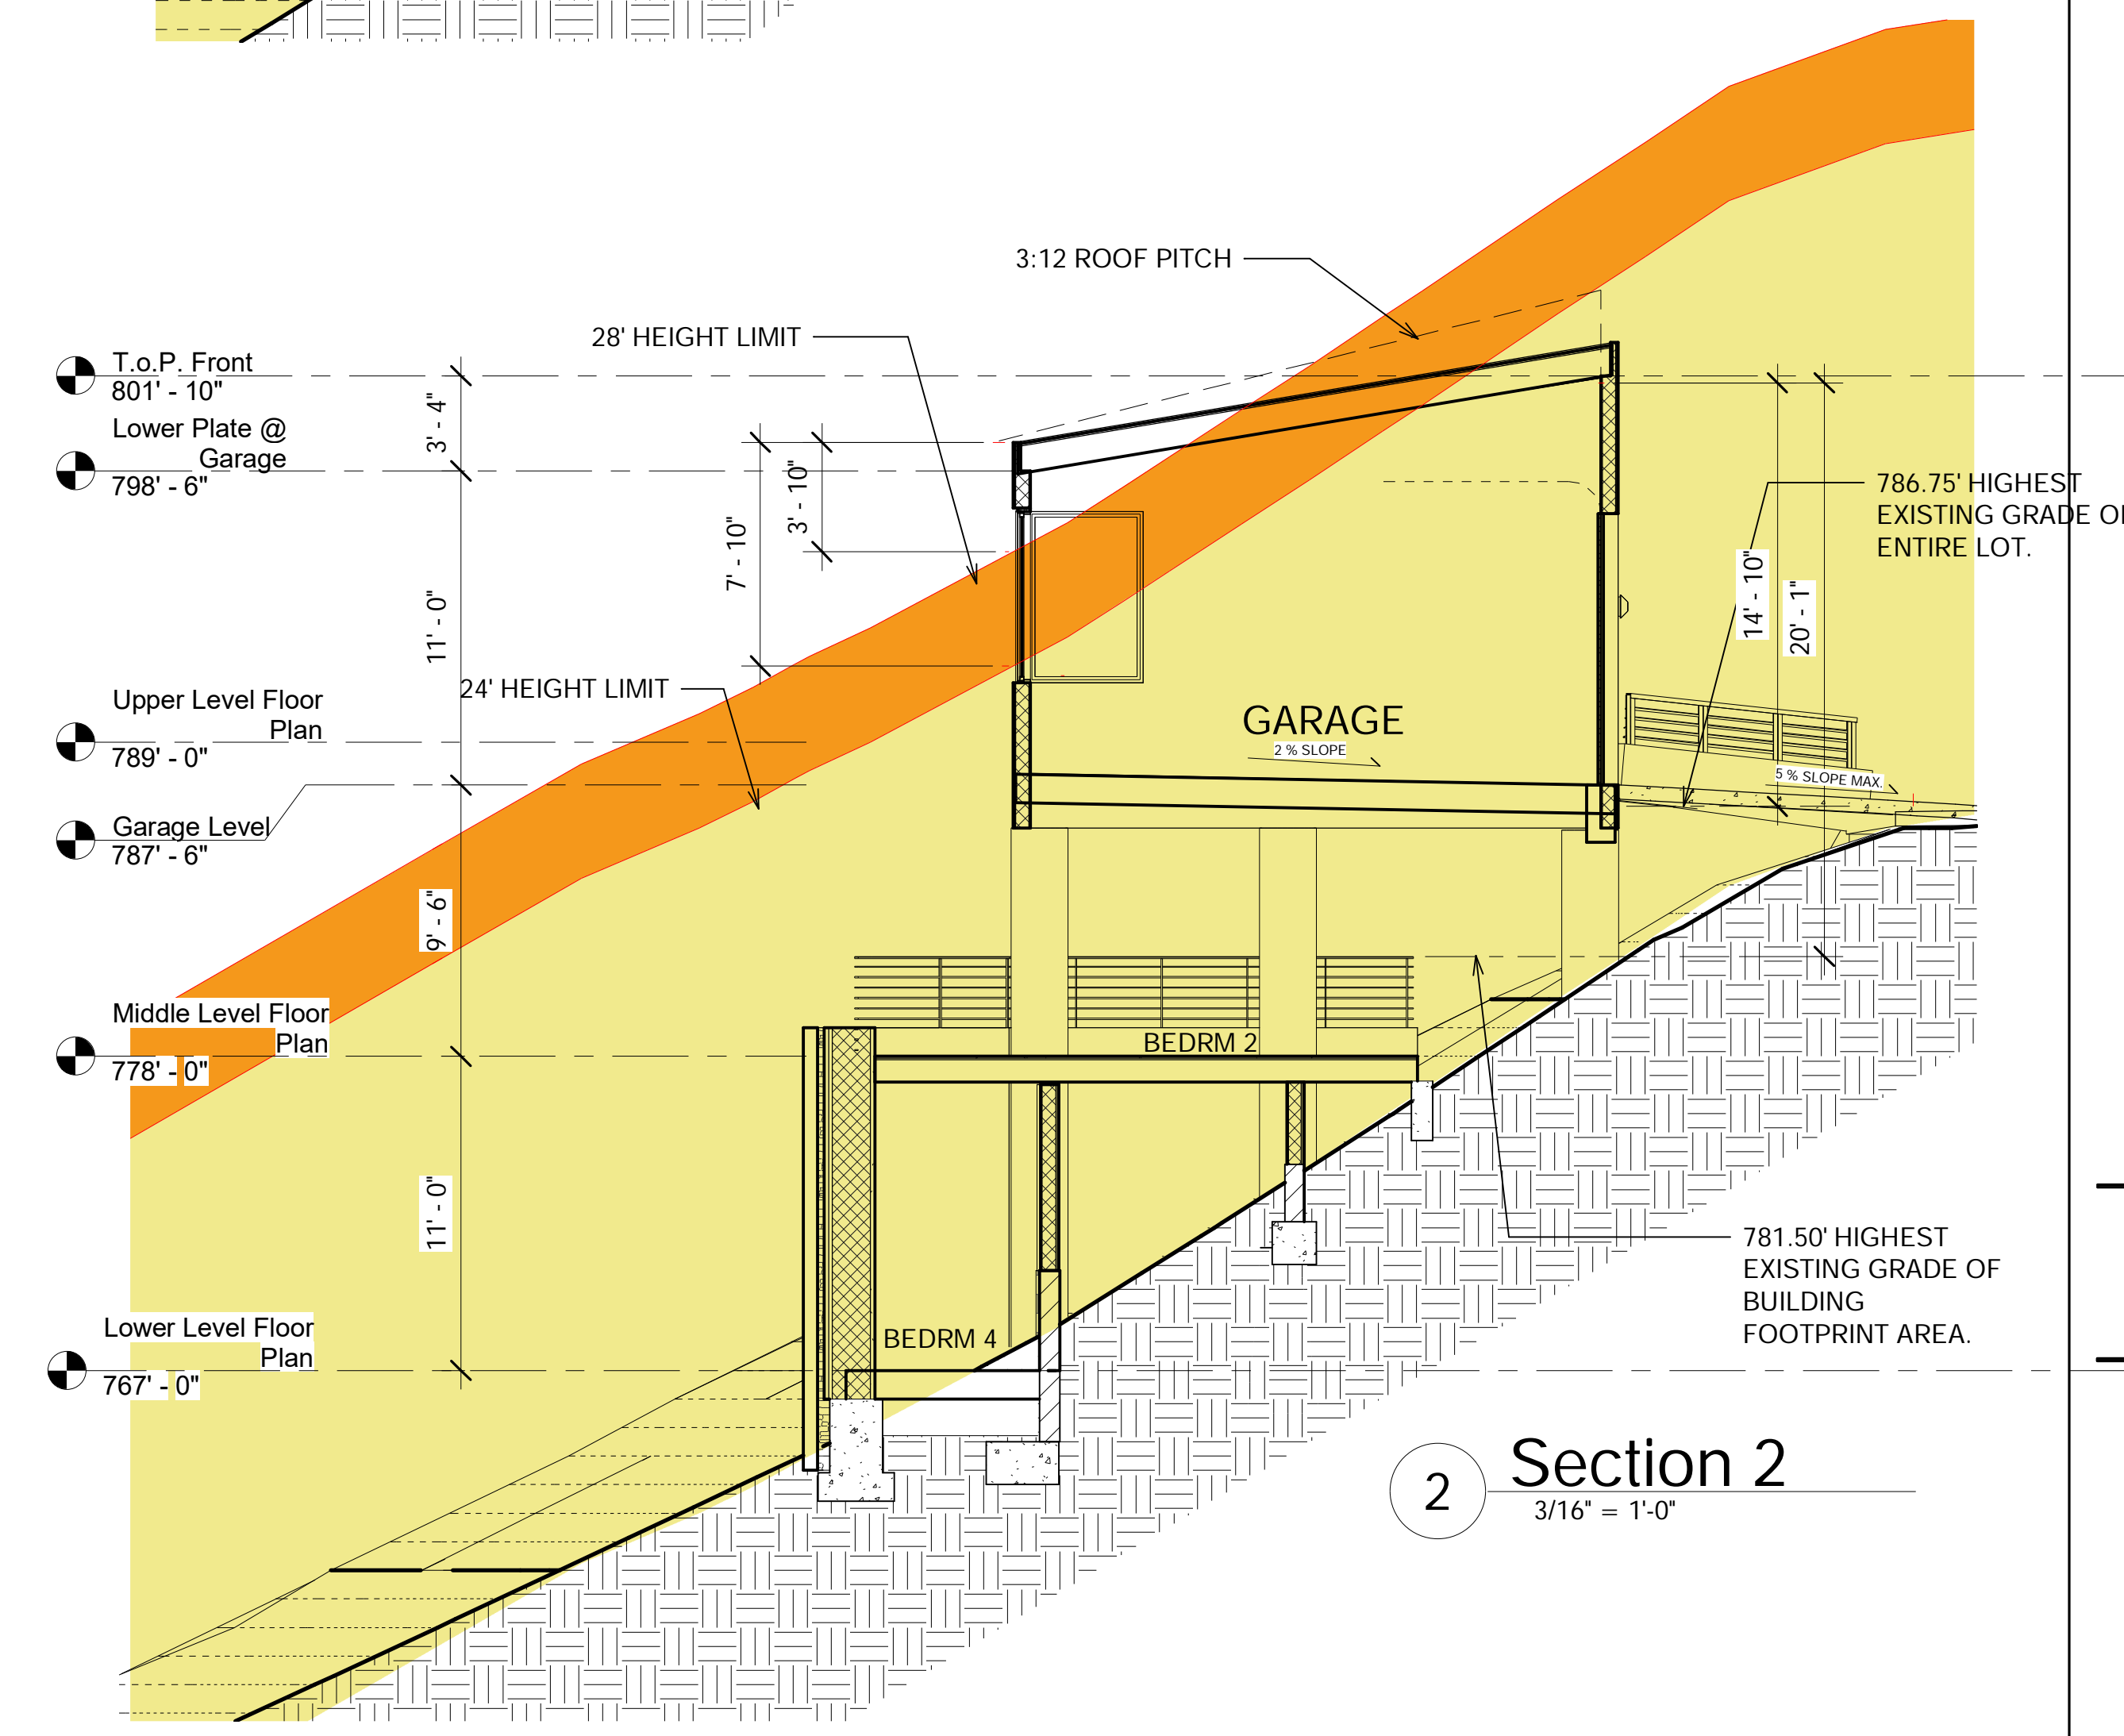 3:12 ROOF PITCH
28' HEIGHT LIMIT
T.o.P. Front
801' - 10"
Lower Plate @
Garage
798' - 6"
3' - 4"
3' - 10"
7' - 10"
786.75' HIGHEST
EXISTING GRADE OF
ENTIRE LOT.
14' - 10"
20' - 1"
11' - 0"
24' HEIGHT LIMIT
Upper Level Floor
Plan
789' - 0"
GARAGE
2 % SLOPE
5 % SLOPE MAX.
Garage Level
787' - 6"
9' - 6"
Middle Level Floor
Plan
778' - 0"
BEDRM 2
11' - 0"
781.50' HIGHEST
EXISTING GRADE OF
BUILDING
FOOTPRINT AREA.
Lower Level Floor
Plan
767' - 0"
BEDRM 4
2
Section 2
3/16" = 1'-0"